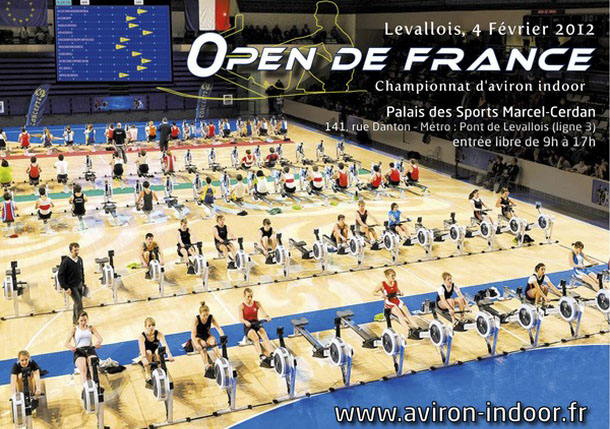 Levallois, 4 Février 2012
OPEN DE FRANCE
Championnat d'aviron indoor
Palais des Sports Marcel-Cerdan
141, rue Danton - Métro : Pont de Levallois (ligne 3)
entrée libre de 9h à 17h
www.aviron-indoor.fr